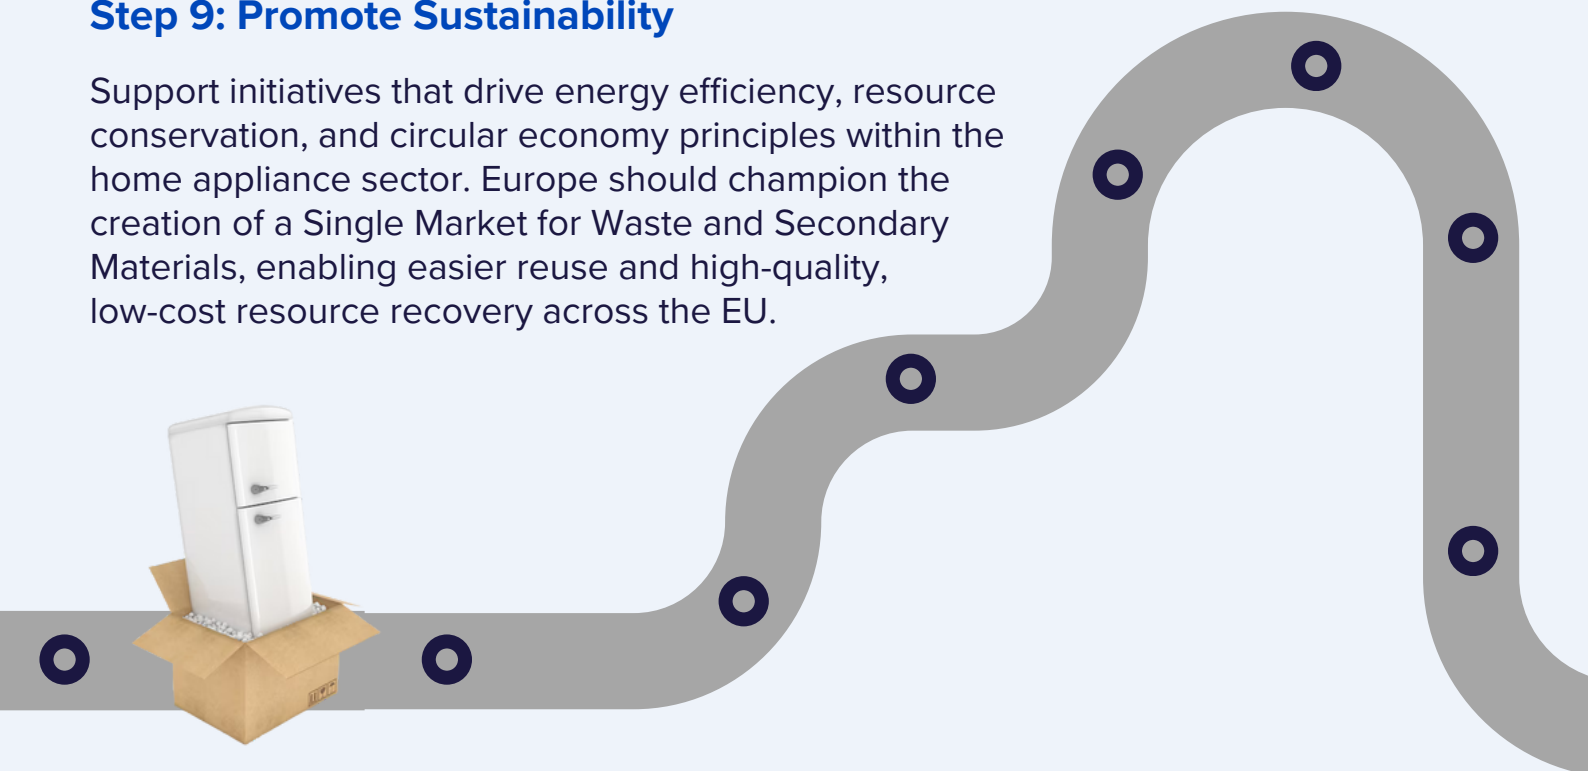 Step 9: Promote Sustainability
Support initiatives that drive energy efficiency, resource
conservation, and circular economy principles within the
home appliance sector. Europe should champion the
creation of a Single Market for Waste and Secondary
Materials, enabling easier reuse and high-quality,
low-cost resource recovery across the EU.